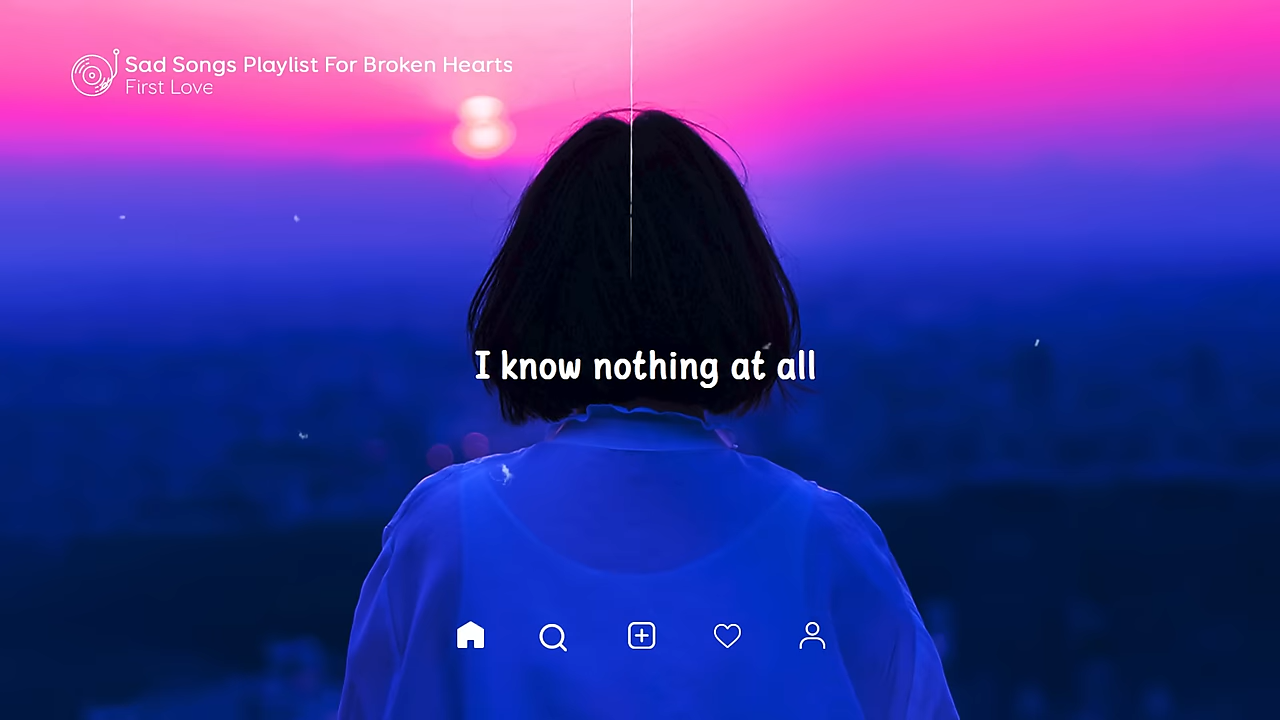 Sad Songs Playlist For Broken Hearts
First Love
I know nothing at all